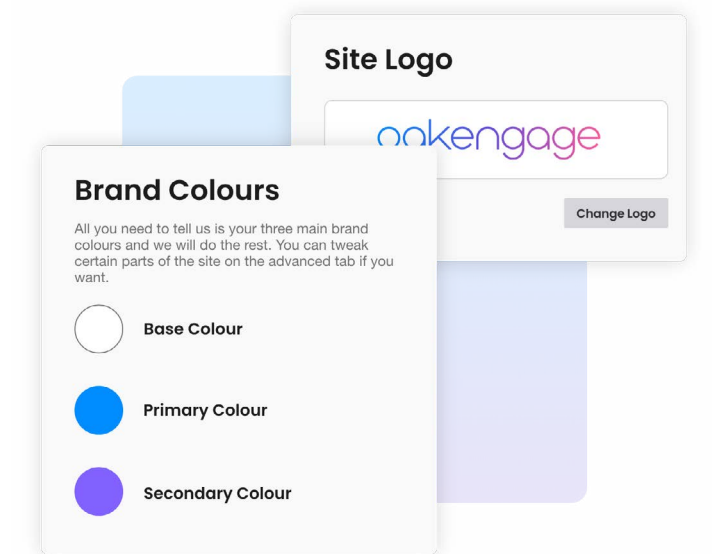 Site Logo
oakengage
Change Logo
Brand Colours
All you need to tell us is your three main brand
colours and we will do the rest. You can tweak
certain parts of the site on the advanced tab if you
want.
Base Colour
Primary Colour
Secondary Colour